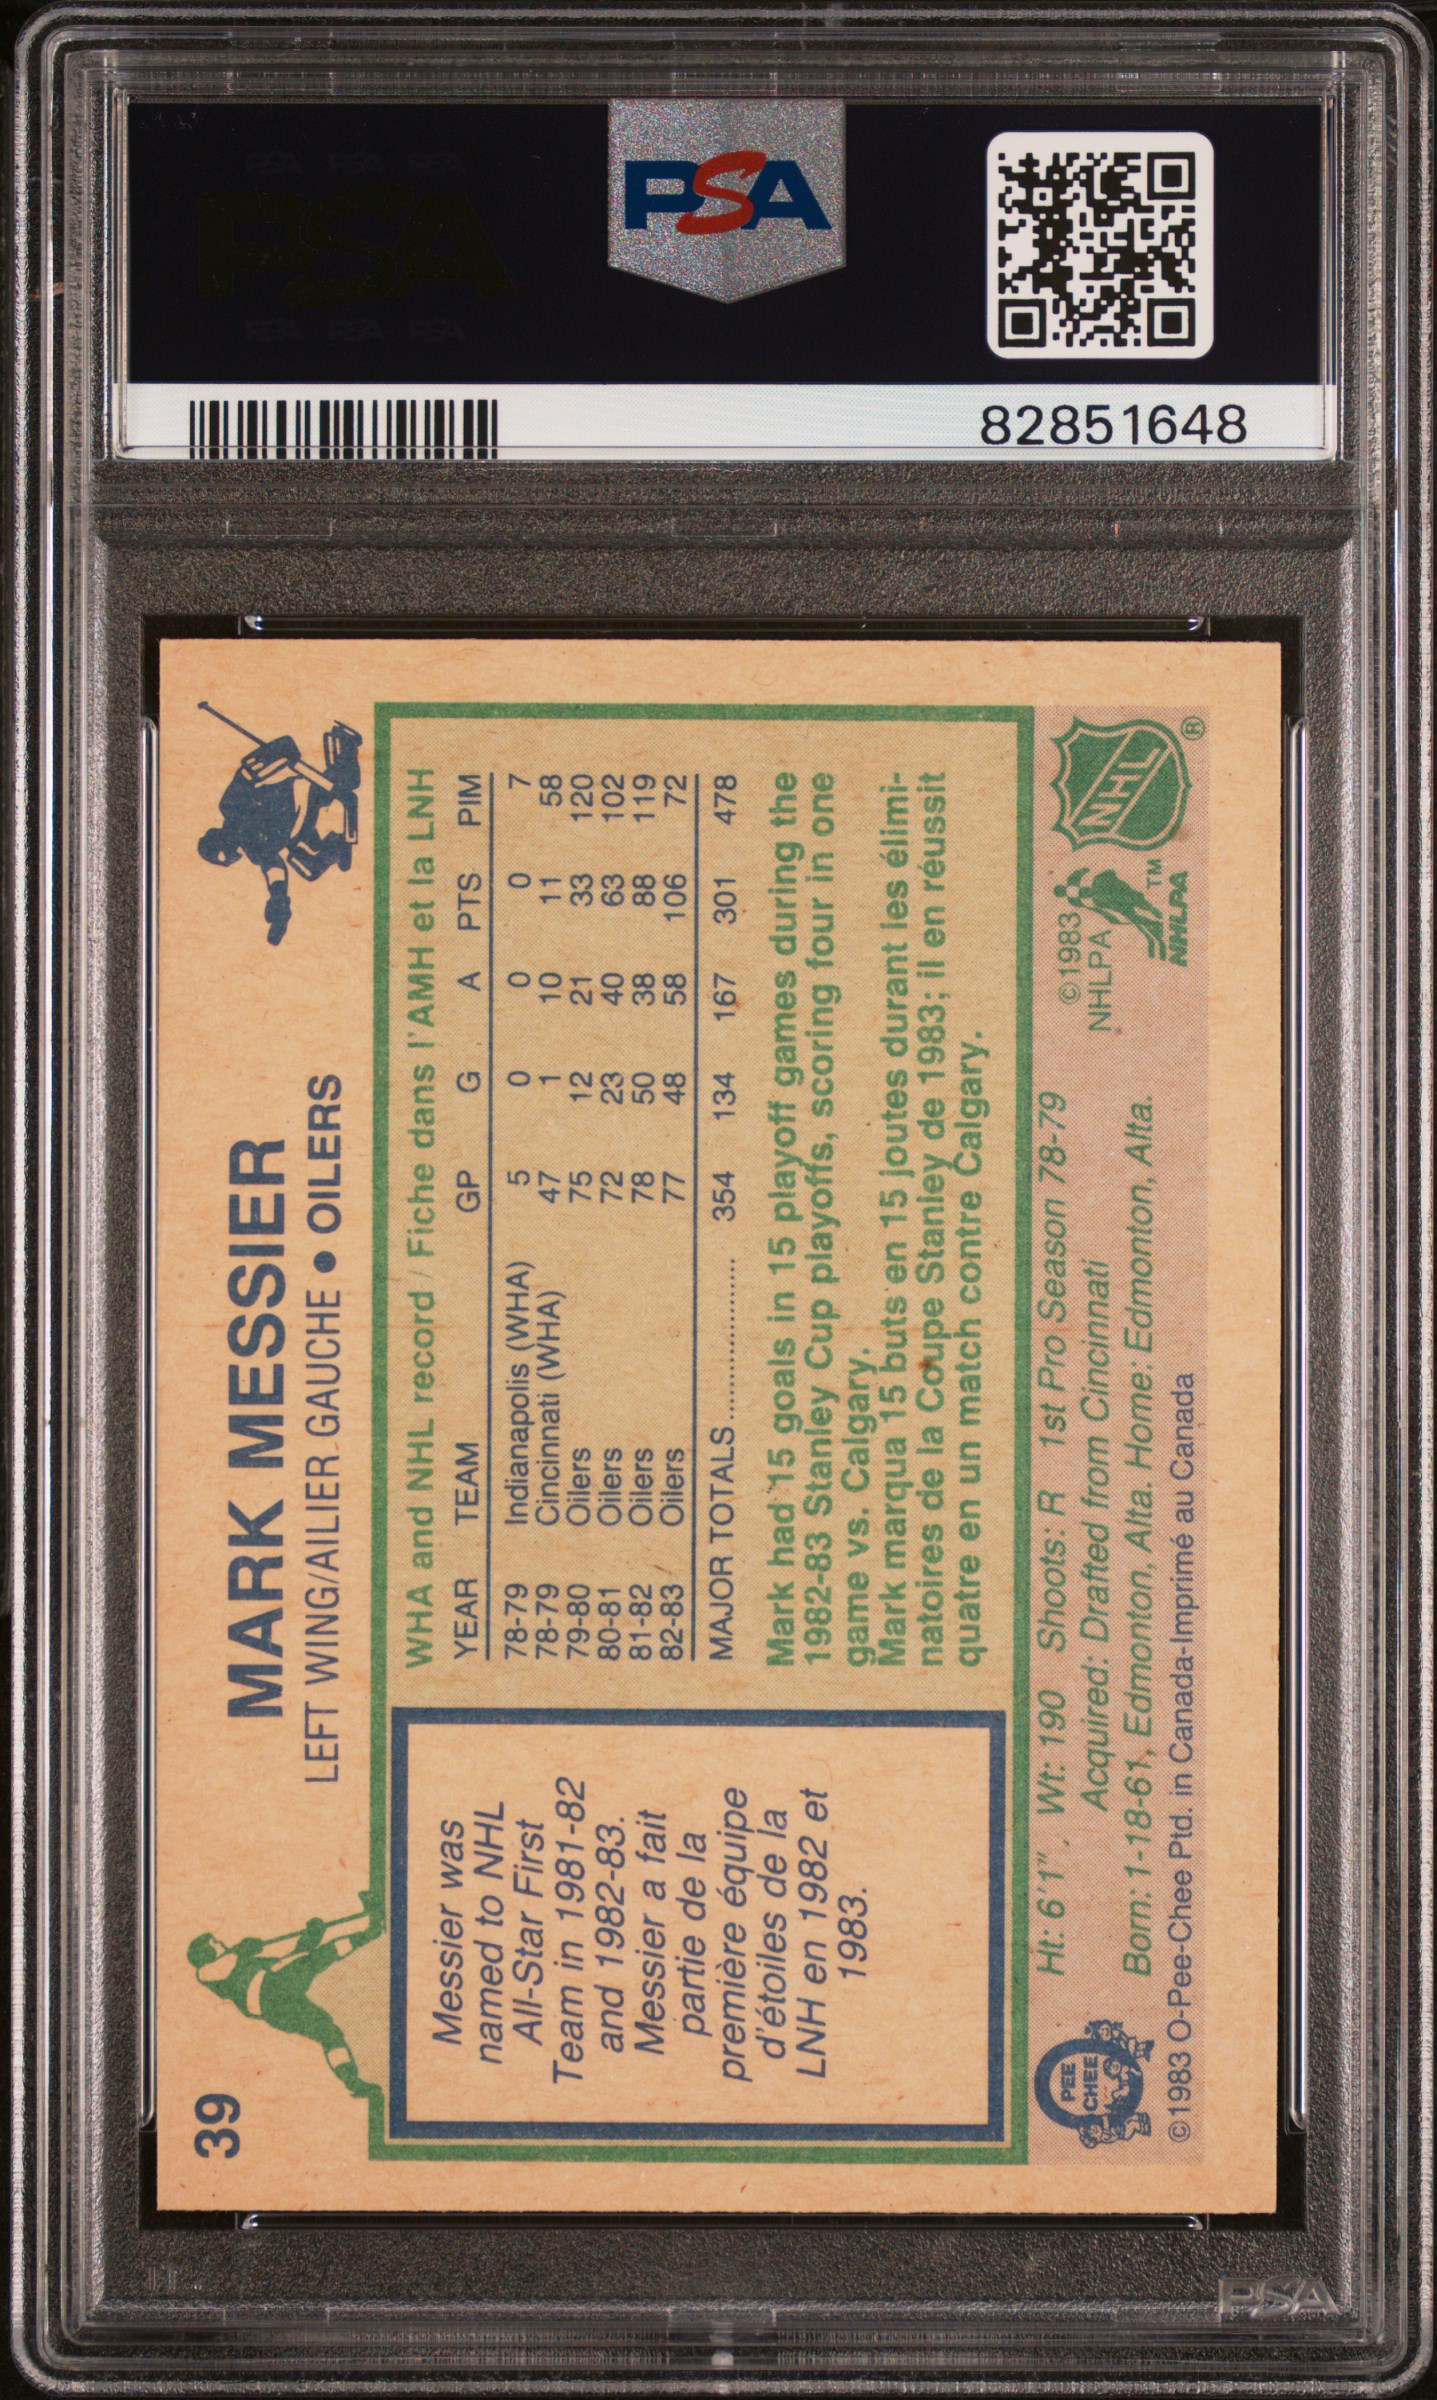 PSA
82851648
39
MARK MESSIER
LEFT WING/AILIER GAUCHE • OILERS
Messier was
named to NHL
All-Star First
Team in 1981-82
and 1982-83.
Messier a fait
partie de la
première équipe
d'étoiles de la
LNH en 1982 et
1983.
WHA and NHL record / Fiche dans l'AMH et la LNH
YEAR TEAM GP G A PTS PIM
78-79 Indianapolis (WHA) 5 0 0 0 7
78-79 Cincinnati (WHA) 47 1 10 11 58
79-80 Oilers 75 12 21 33 120
80-81 Oilers 72 23 40 63 102
81-82 Oilers 78 50 38 88 119
82-83 Oilers 77 48 58 106 72
MAJOR TOTALS .................... 354 134 167 301 478
Mark had 15 goals in 15 playoff games during the
1982-83 Stanley Cup playoffs, scoring four in one
game vs. Calgary.
Mark marqua 15 buts en 15 joutes durant les élimi-
natoires de la Coupe Stanley de 1983; il en réussit
quatre en un match contre Calgary.
Ht: 6'1" Wt: 190 Shoots: R 1st Pro Season 78-79
Acquired: Drafted from Cincinnati
Born: 1-18-61, Edmonton, Alta. Home: Edmonton, Alta.
©1983 O-Pee-Chee Ptd. in Canada-Imprimé au Canada
O PEE CHEE
©1983
NHLPA
NHLPA TM
NHL ®
PSA